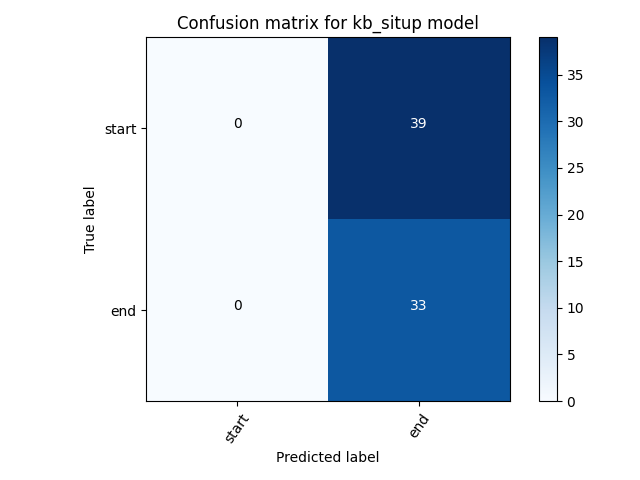 Confusion matrix for kb_situp model
True label
start
0
39
end
0
33
start
end
Predicted label
35
30
25
20
15
10
5
0